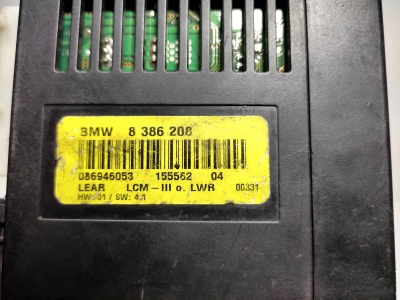 BMW 8 386 208
086946053 155562 04
LEAR LCM-III o. LWR 00331
HW: 01 / SW: 4.1